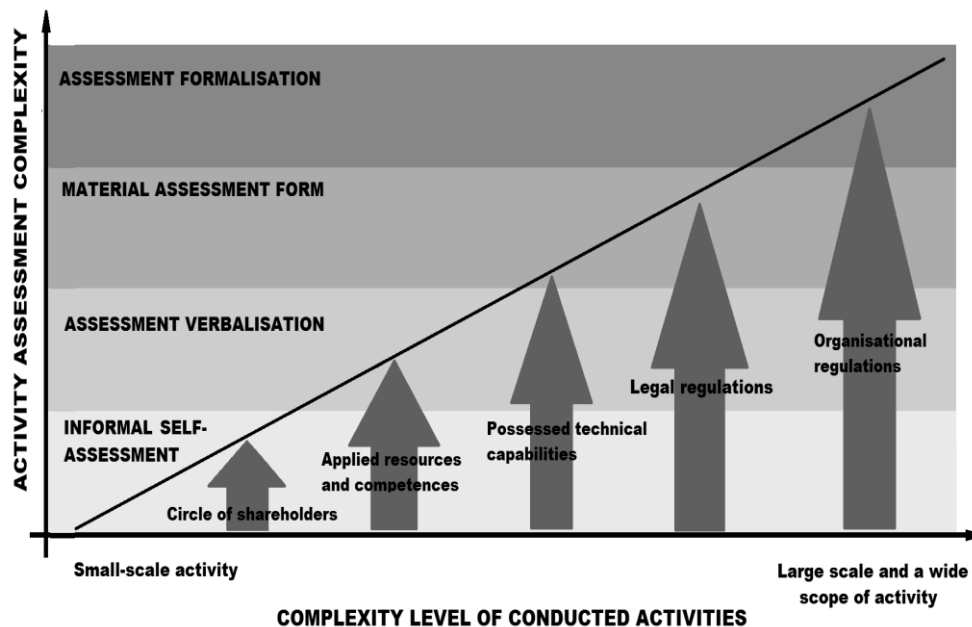 ACTIVITY ASSESSMENT COMPLEXITY
ASSESSMENT FORMALISATION
MATERIAL ASSESSMENT FORM
ASSESSMENT VERBALISATION
INFORMAL SELF-
ASSESSMENT
Circle of shareholders
Applied resources
and competences
Possessed technical
capabilities
Legal regulations
Organisational
regulations
Small-scale activity
Large scale and a wide
scope of activity
COMPLEXITY LEVEL OF CONDUCTED ACTIVITIES